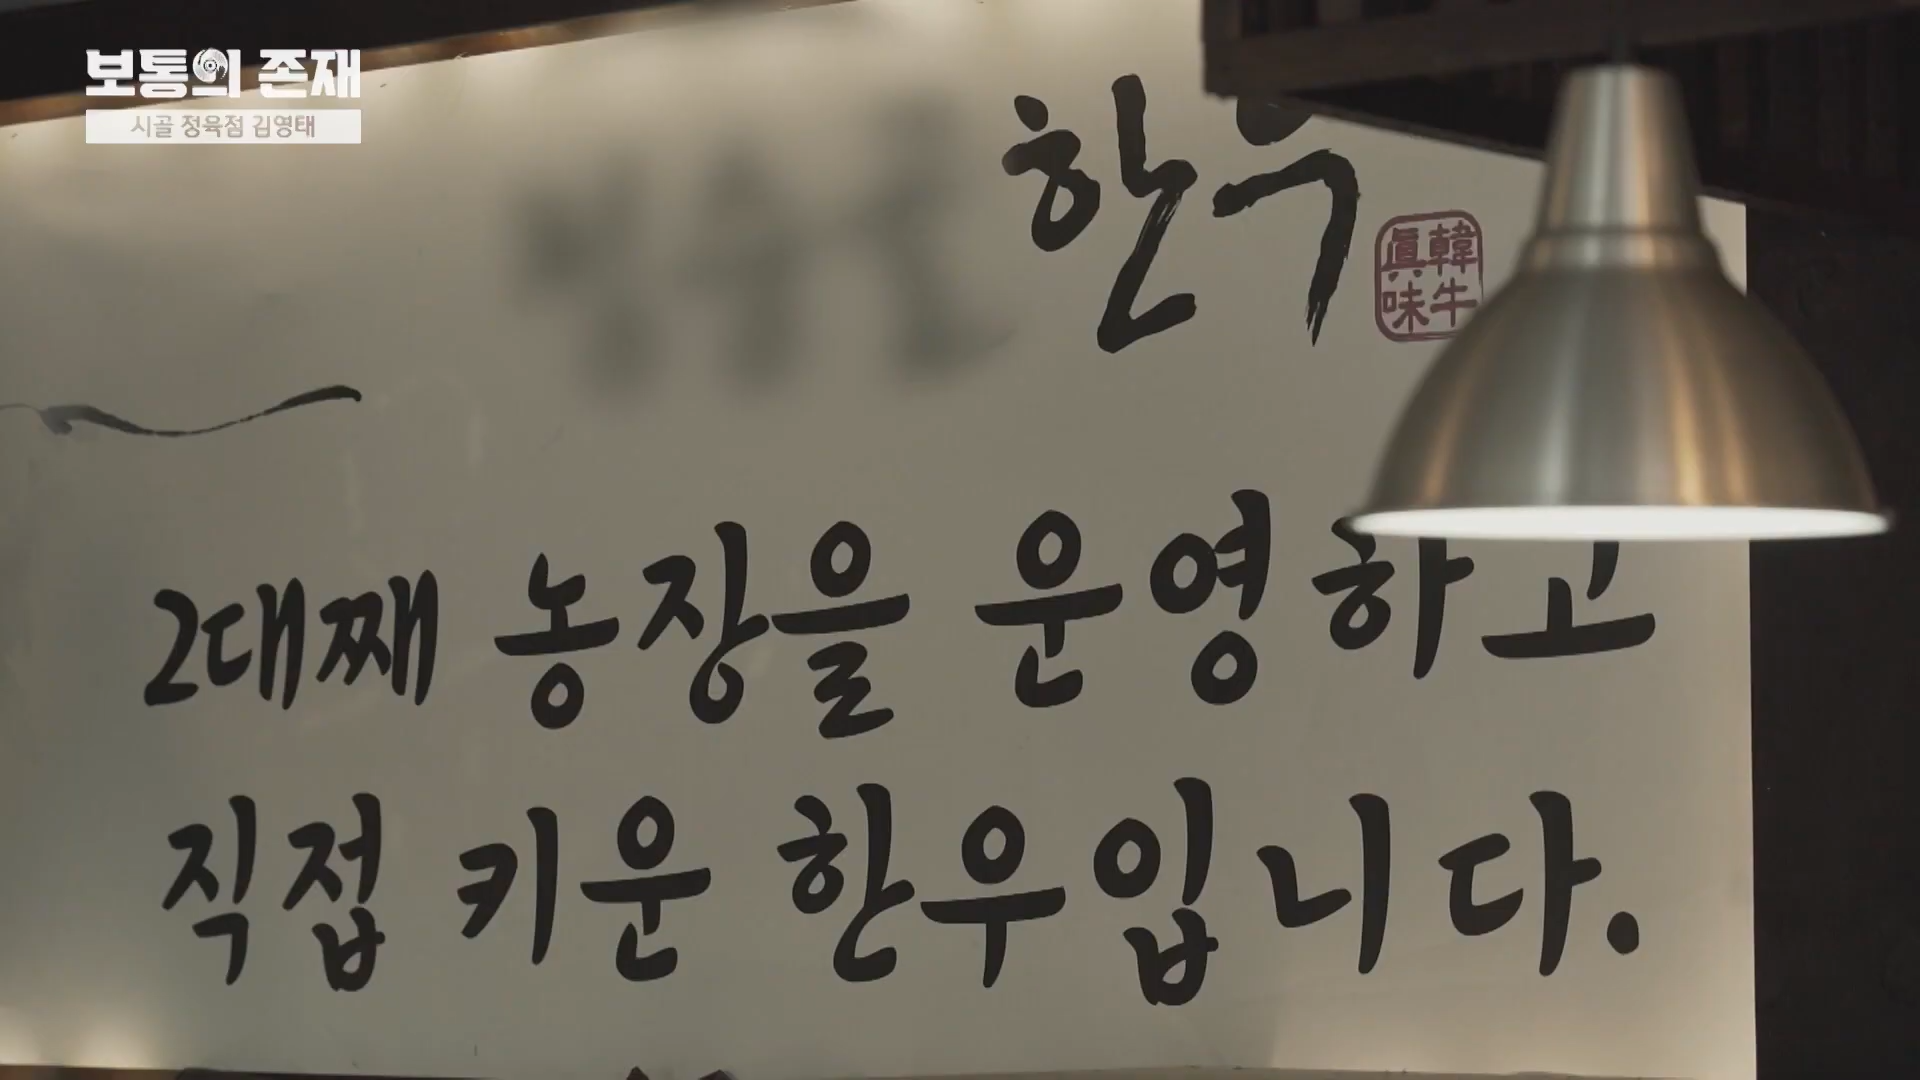 보통의 존재
시골 정육점 김영태
한우
韓牛
眞味
2대째 농장을 운영하고
직접 키운 한우입니다.